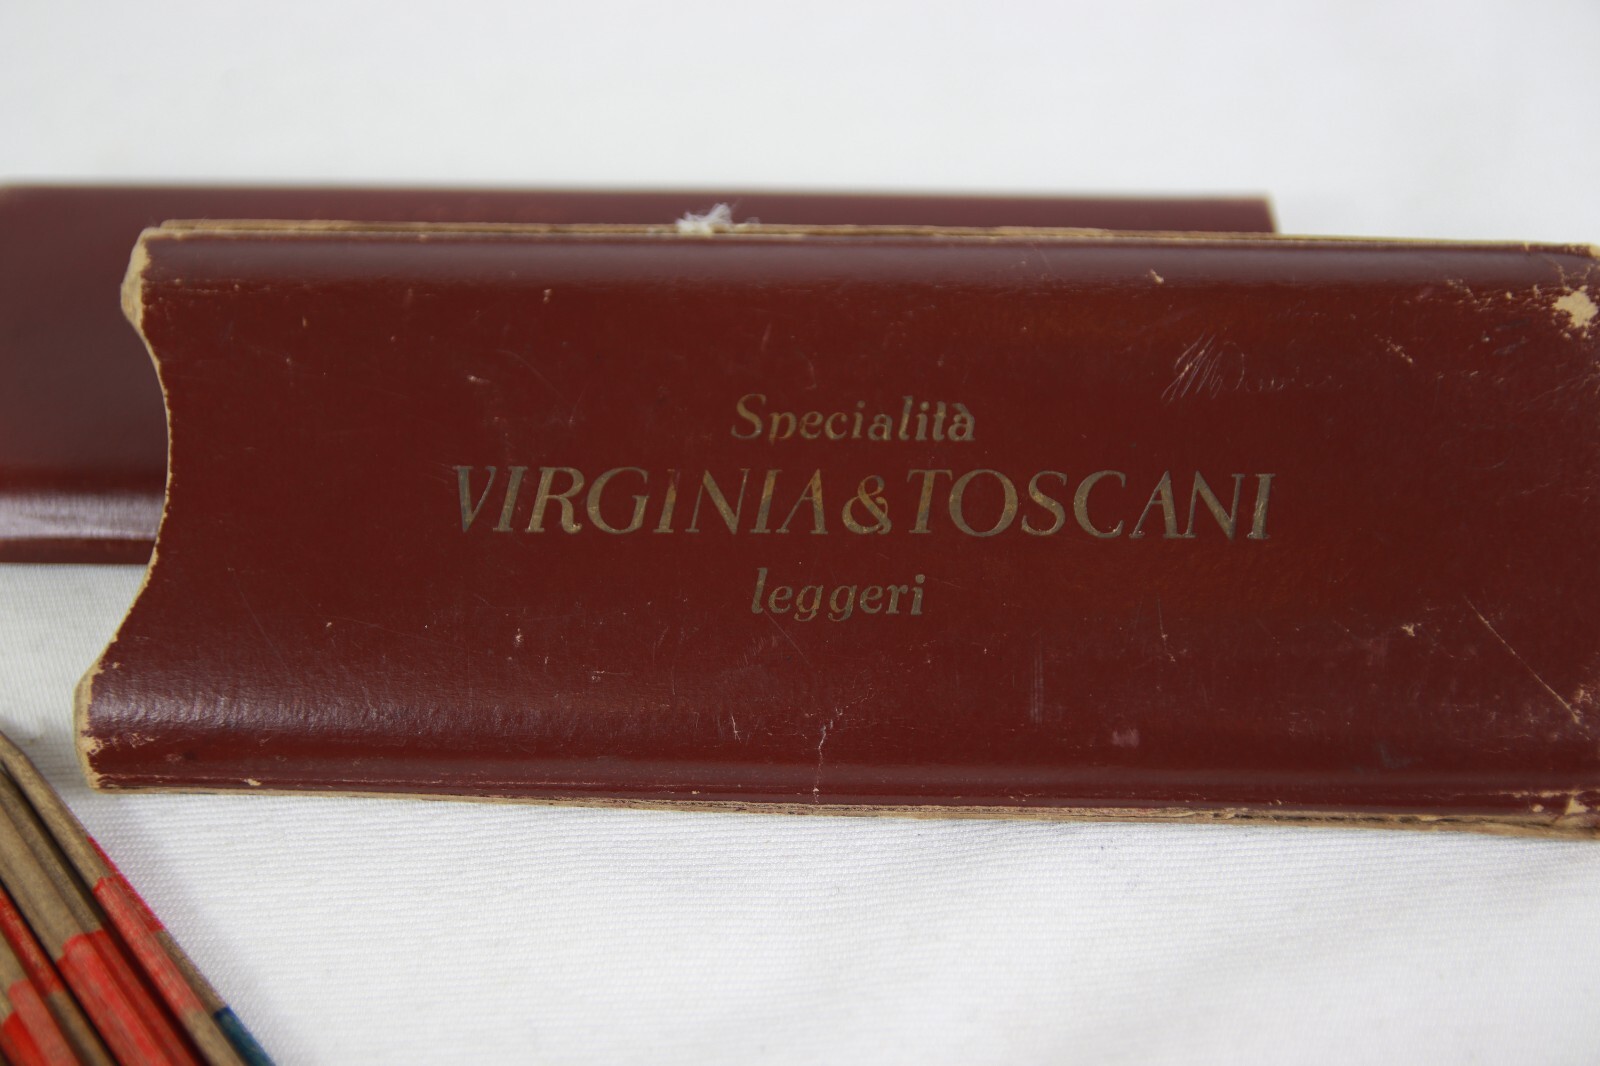 Specialità
VIRGINIA & TOSCANI
leggeri